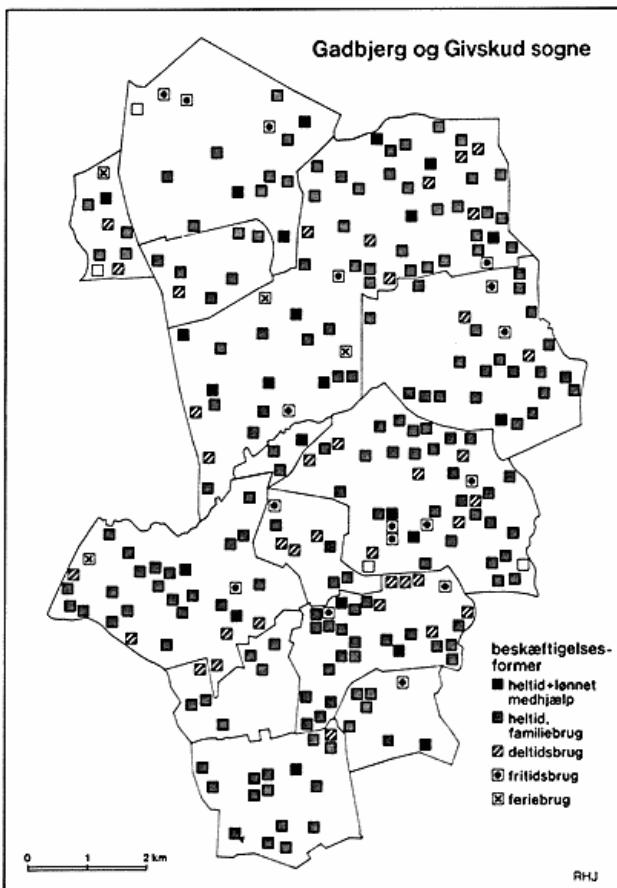 Gadbjerg og Givskud sogne
beskæftigelses-
former
heltid+lønnet
medhjælp
heltid,
familiebrug
deltidsbrug
fritidsbrug
feriebrug
0 1 2 km
RHJ